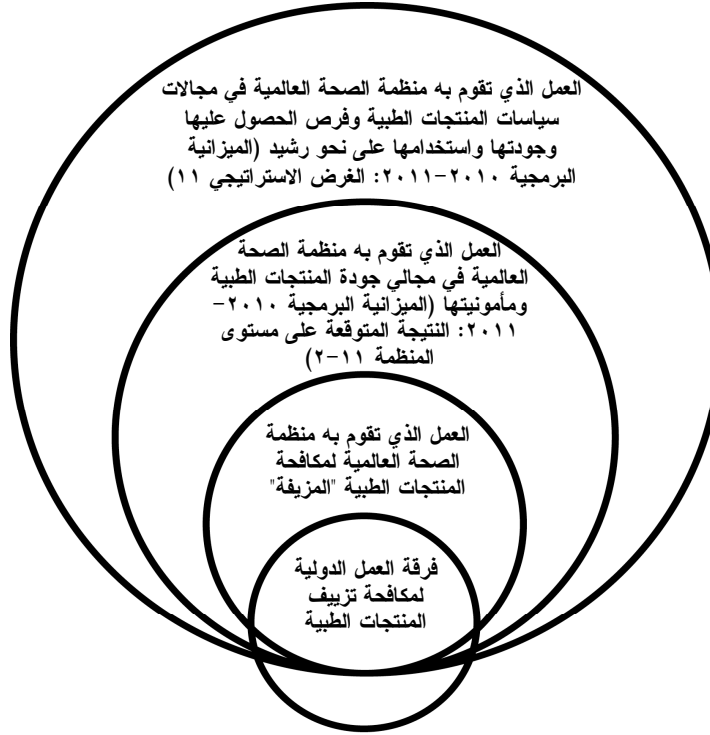 العمل الذي تقوم به منظمة الصحة العالمية في مجالات
سياسات المنتجات الطبية وفرص الحصول عليها
وجودتها واستخدامها على نحو رشيد (الميزانية
البرمجية ٢٠١٠-٢٠١١: الغرض الاستراتيجي ١١)
العمل الذي تقوم به منظمة الصحة
العالمية في مجالي جودة المنتجات الطبية
ومأمونيتها (الميزانية البرمجية ٢٠١٠-
٢٠١١: النتيجة المتوقعة على مستوى
المنظمة ١١-٢)
العمل الذي تقوم به منظمة
الصحة العالمية لمكافحة
المنتجات الطبية "المزيفة"
فرقة العمل الدولية
لمكافحة تزييف
المنتجات الطبية